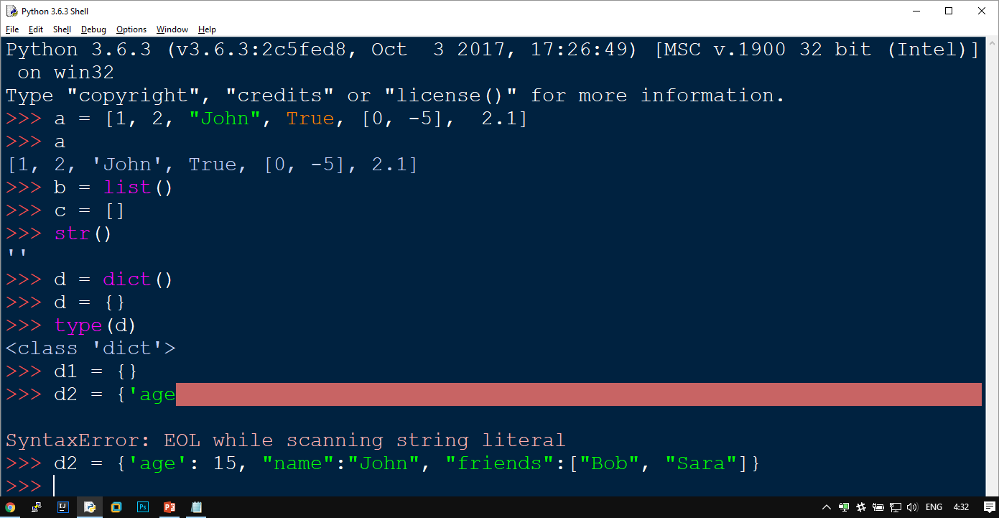 Python 3.6.3 Shell
File Edit Shell Debug Options Window Help
Python 3.6.3 (v3.6.3:2c5fed8, Oct  3 2017, 17:26:49) [MSC v.1900 32 bit (Intel)]
 on win32
Type "copyright", "credits" or "license()" for more information.
>>> a = [1, 2, "John", True, [0, -5],  2.1]
>>> a
[1, 2, 'John', True, [0, -5], 2.1]
>>> b = list()
>>> c = []
>>> str()
''
>>> d = dict()
>>> d = {}
>>> type(d)
<class 'dict'>
>>> d1 = {}
>>> d2 = {'age
SyntaxError: EOL while scanning string literal
>>> d2 = {'age': 15, "name":"John", "friends":["Bob", "Sara"]}
>>>
IJ Ps P ENG 4:32